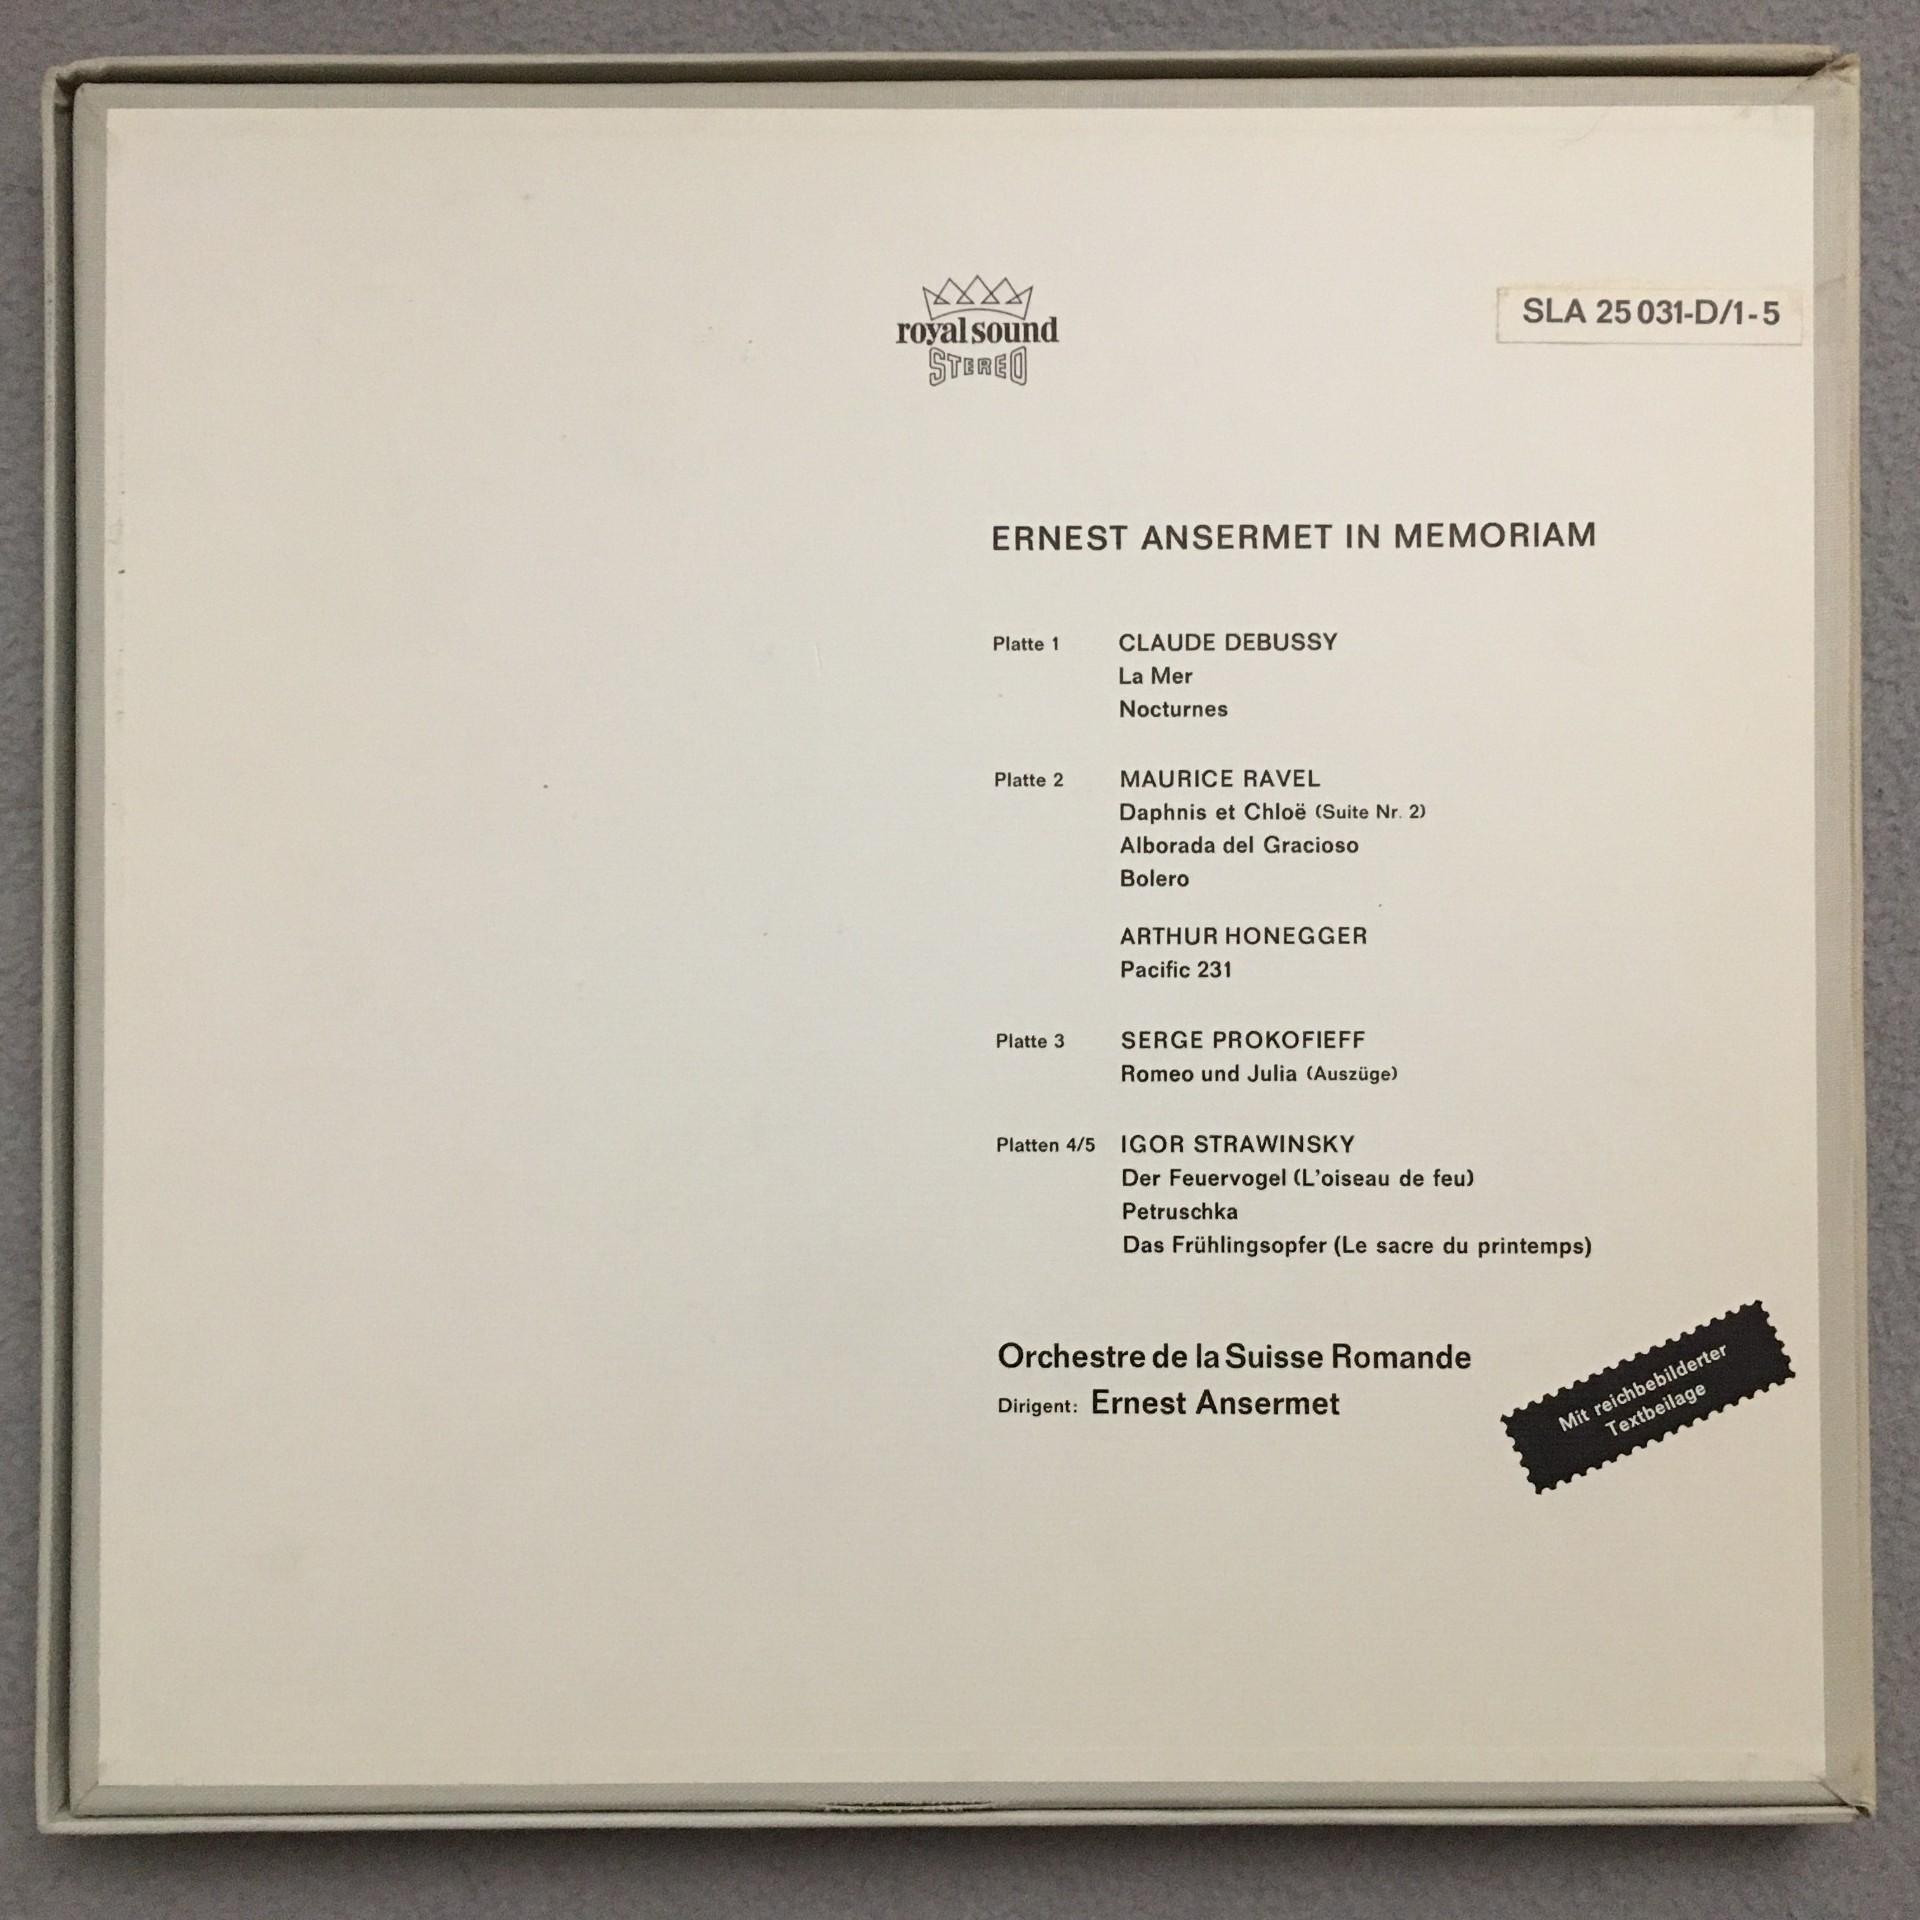 royal sound
STEREO
SLA 25 031-D/1-5
ERNEST ANSERMET IN MEMORIAM
Platte 1 CLAUDE DEBUSSY
La Mer
Nocturnes
Platte 2 MAURICE RAVEL
Daphnis et Chloë (Suite Nr. 2)
Alborada del Gracioso
Bolero
ARTHUR HONEGGER
Pacific 231
Platte 3 SERGE PROKOFIEFF
Romeo und Julia (Auszüge)
Platten 4/5 IGOR STRAWINSKY
Der Feuervogel (L'oiseau de feu)
Petruschka
Das Frühlingsopfer (Le sacre du printemps)
Orchestre de la Suisse Romande
Dirigent: Ernest Ansermet
Mit reichbebilderter
Textbeilage